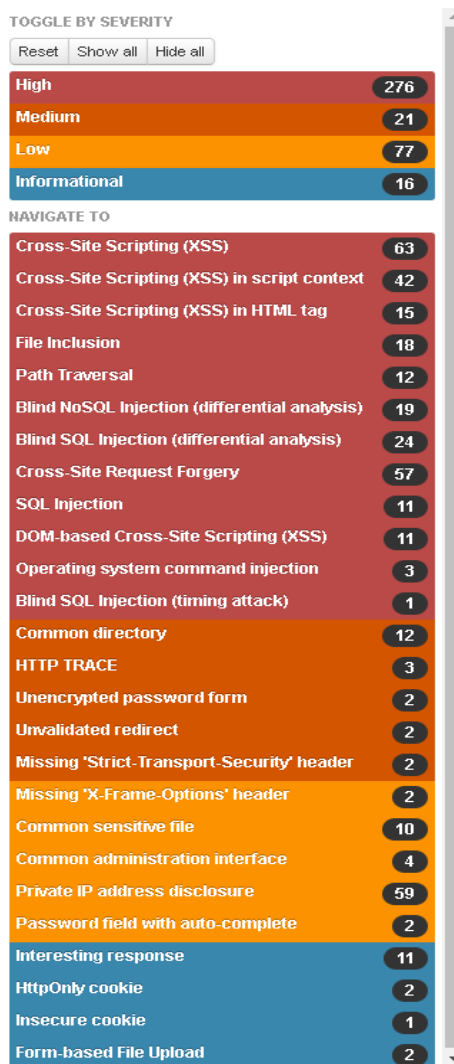 TOGGLE BY SEVERITY
Reset Show all Hide all
High 276
Medium 21
Low 77
Informational 16
NAVIGATE TO
Cross-Site Scripting (XSS) 63
Cross-Site Scripting (XSS) in script context 42
Cross-Site Scripting (XSS) in HTML tag 15
File Inclusion 18
Path Traversal 12
Blind NoSQL Injection (differential analysis) 19
Blind SQL Injection (differential analysis) 24
Cross-Site Request Forgery 57
SQL Injection 11
DOM-based Cross-Site Scripting (XSS) 11
Operating system command injection 3
Blind SQL Injection (timing attack) 1
Common directory 12
HTTP TRACE 3
Unencrypted password form 2
Unvalidated redirect 2
Missing 'Strict-Transport-Security' header 2
Missing 'X-Frame-Options' header 2
Common sensitive file 10
Common administration interface 4
Private IP address disclosure 59
Password field with auto-complete 2
Interesting response 11
HttpOnly cookie 2
Insecure cookie 1
Form-based File Upload 2